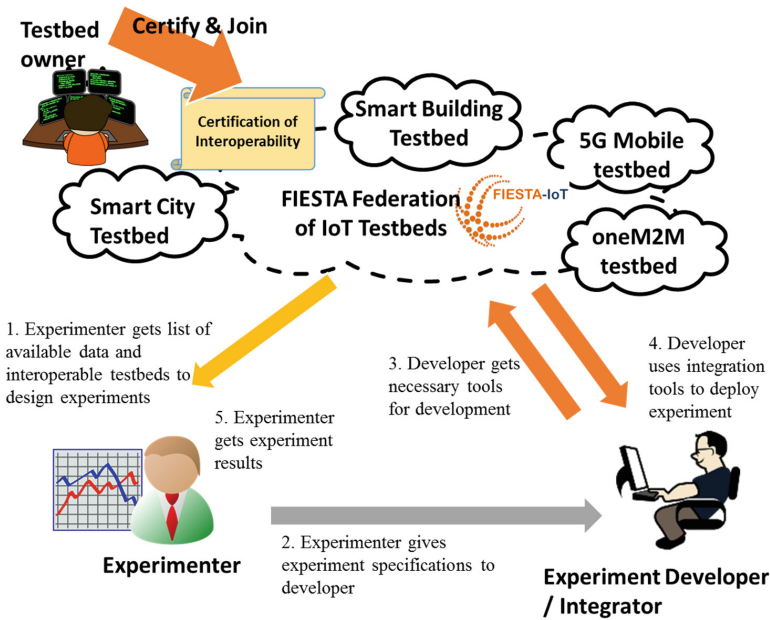 Testbed
owner
Certify & Join
Certification of
Interoperability
Smart Building
Testbed
5G Mobile
testbed
Smart City
Testbed
FIESTA Federation
of IoT Testbeds
FIESTA-IoT
oneM2M
testbed
1. Experimenter gets list of
available data and
interoperable testbeds to
design experiments
3. Developer gets
necessary tools
for development
4. Developer
uses integration
tools to deploy
experiment
5. Experimenter
gets experiment
results
Experimenter
2. Experimenter gives
experiment specifications to
developer
Experiment Developer
/ Integrator